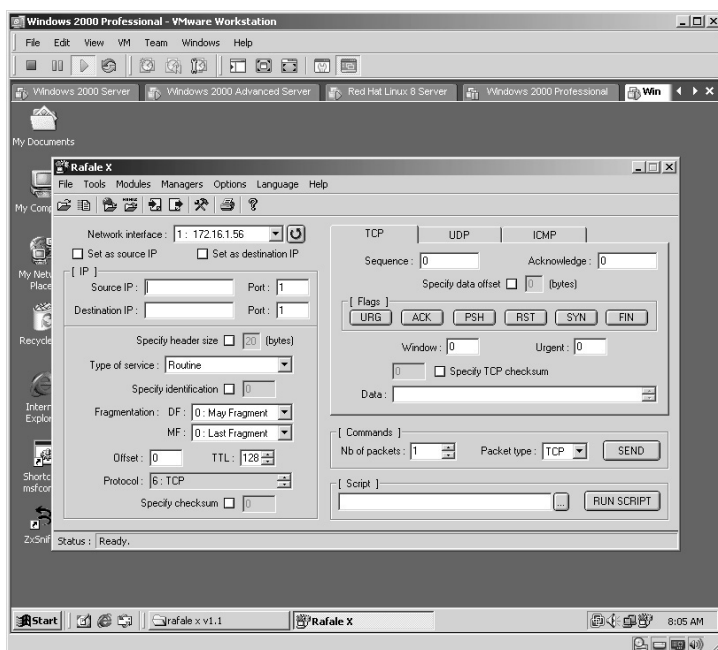 Windows 2000 Professional - VMware Workstation
File Edit View VM Team Windows Help
Windows 2000 Server Windows 2000 Advanced Server Red Hat Linux 8 Server Windows 2000 Professional Win
My Documents
Rafale X
File Tools Modules Managers Options Language Help
My Comp
Network interface : 1 : 172.16.1.56
Set as source IP Set as destination IP
[ IP ]
Source IP : Port : 1
Destination IP : Port : 1
My Netw
Place
Recycle
Specify header size 20 (bytes)
Type of service : Routine
Specify identification 0
Fragmentation : DF : 0 : May Fragment
MF : 0 : Last Fragment
Offset : 0 TTL : 128
Protocol : 6 : TCP
Specify checksum 0
Intern
Explor
Shortc
msfcor
ZxSnif
TCP UDP ICMP
Sequence : 0 Acknowledge : 0
Specify data offset 0 (bytes)
[ Flags ]
URG ACK PSH RST SYN FIN
Window : 0 Urgent : 0
0 Specify TCP checksum
Data :
[ Commands ]
Nb of packets : 1 Packet type : TCP SEND
[ Script ]
... RUN SCRIPT
Status : Ready.
Start rafale x v1.1 Rafale X 8:05 AM